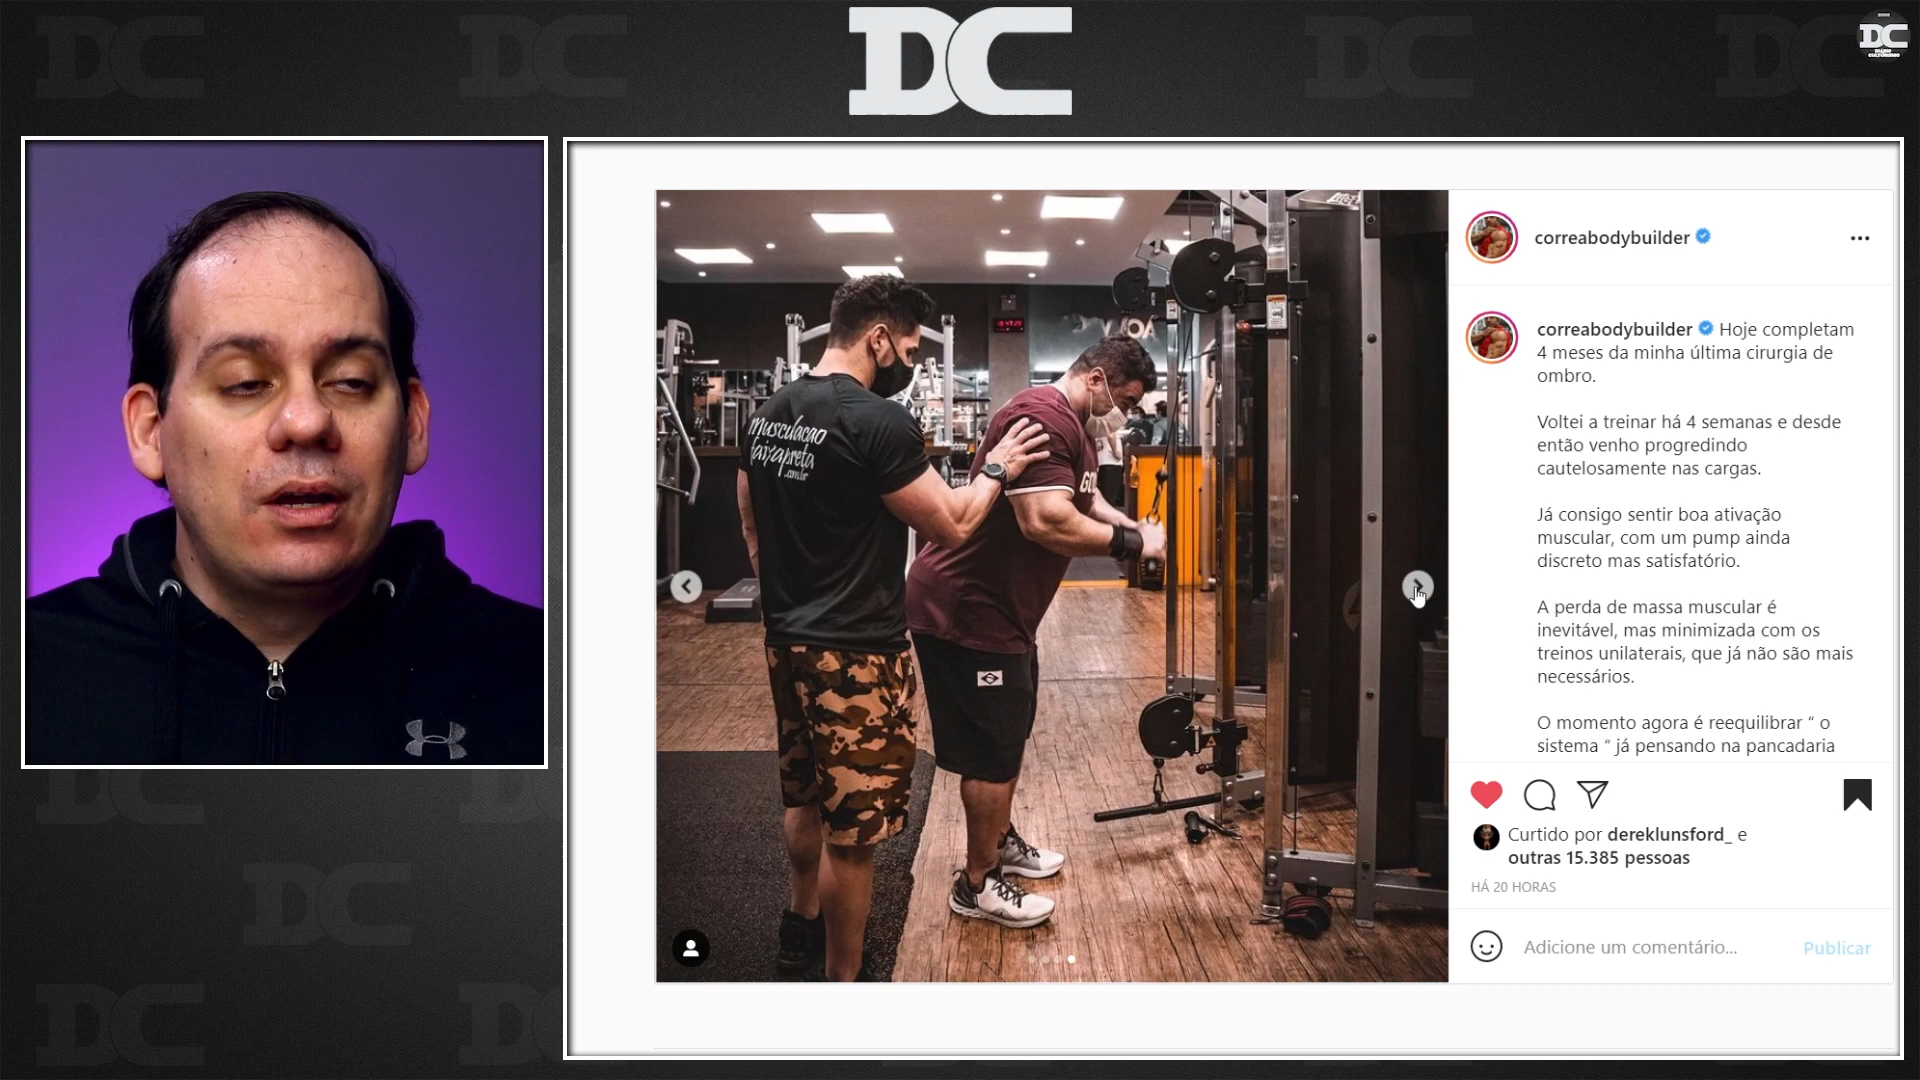 DC
DC
DIÁRIO
CULTURISMO
musculacao
faixapreta
.com.br
correabodybuilder
correabodybuilder Hoje completam
4 meses da minha última cirurgia de
ombro.
Voltei a treinar há 4 semanas e desde
então venho progredindo
cautelosamente nas cargas.
Já consigo sentir boa ativação
muscular, com um pump ainda
discreto mas satisfatório.
A perda de massa muscular é
inevitável, mas minimizada com os
treinos unilaterais, que já não são mais
necessários.
O momento agora é reequilibrar “ o
sistema “ já pensando na pancadaria
Curtido por dereklunsford_ e
outras 15.385 pessoas
HÁ 20 HORAS
Adicione um comentário...
Publicar